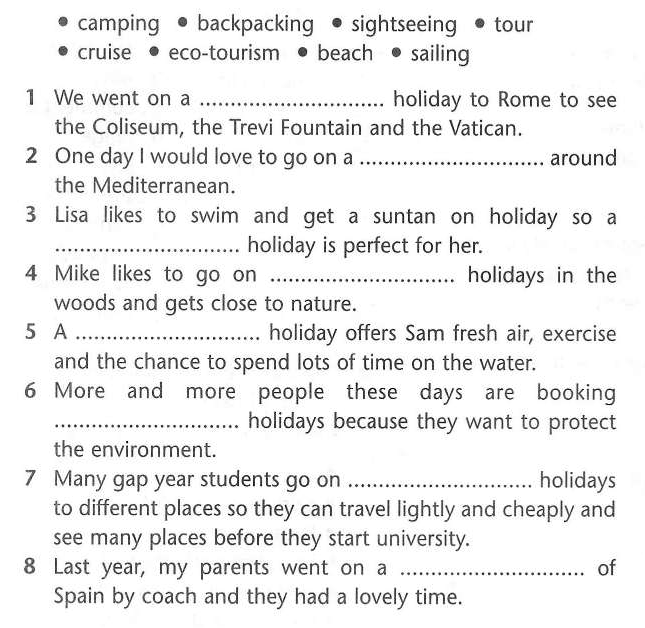 • camping • backpacking • sightseeing • tour
• cruise • eco-tourism • beach • sailing
1 We went on a .............................. holiday to Rome to see
the Coliseum, the Trevi Fountain and the Vatican.
2 One day I would love to go on a .............................. around
the Mediterranean.
3 Lisa likes to swim and get a suntan on holiday so a
.............................. holiday is perfect for her.
4 Mike likes to go on .............................. holidays in the
woods and gets close to nature.
5 A .............................. holiday offers Sam fresh air, exercise
and the chance to spend lots of time on the water.
6 More and more people these days are booking
.............................. holidays because they want to protect
the environment.
7 Many gap year students go on .............................. holidays
to different places so they can travel lightly and cheaply and
see many places before they start university.
8 Last year, my parents went on a .............................. of
Spain by coach and they had a lovely time.